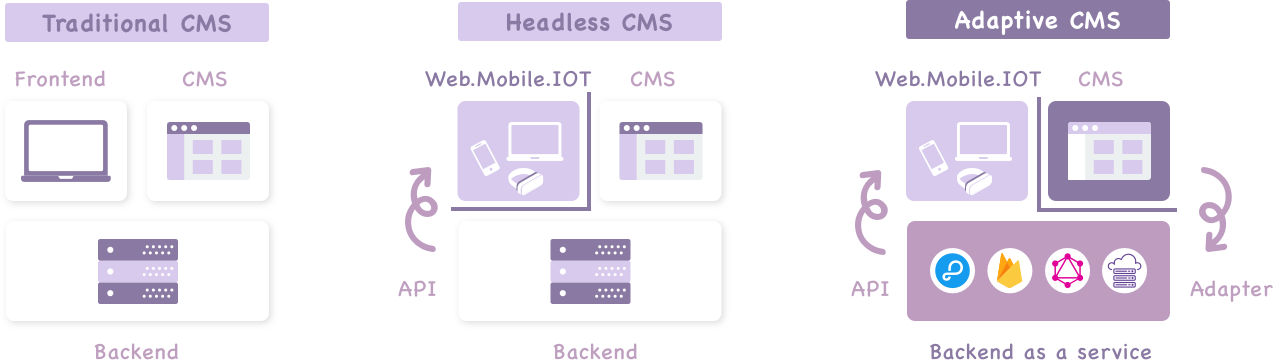 Traditional CMS
Frontend CMS
Backend
Headless CMS
Web.Mobile.IOT CMS
API
Backend
Adaptive CMS
Web.Mobile.IOT CMS
API
Adapter
Backend as a service